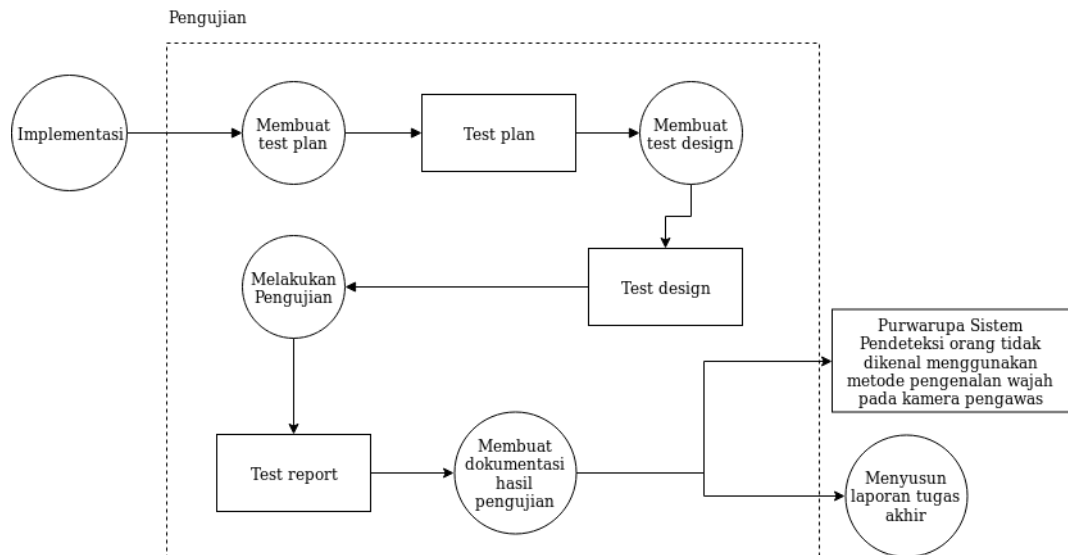 Pengujian
Implementasi
Membuat
test plan
Test plan
Membuat
test design
Melakukan
Pengujian
Test design
Purwarupa Sistem
Pendeteksi orang tidak
dikenal menggunakan
metode pengenalan wajah
pada kamera pengawas
Test report
Membuat
dokumentasi
hasil
pengujian
Menyusun
laporan tugas
akhir